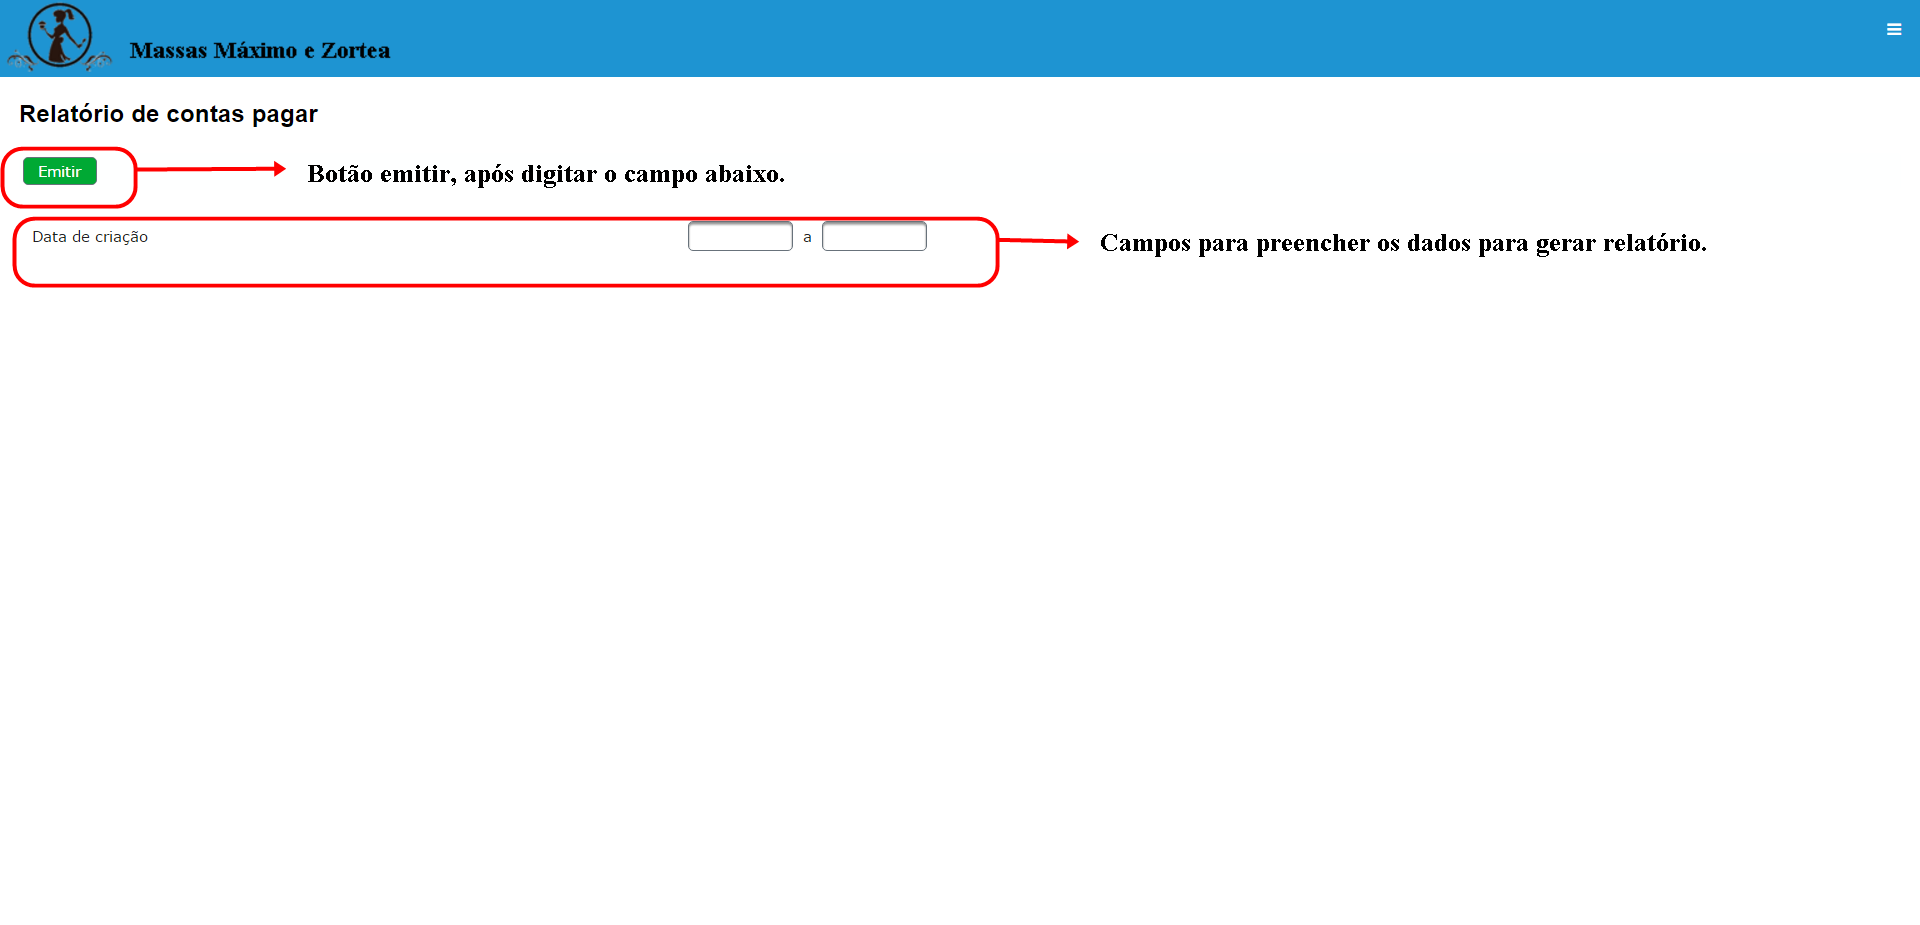 Massas Máximo e Zortea
Relatório de contas pagar
Emitir
Botão emitir, após digitar o campo abaixo.
Data de criação a
Campos para preencher os dados para gerar relatório.